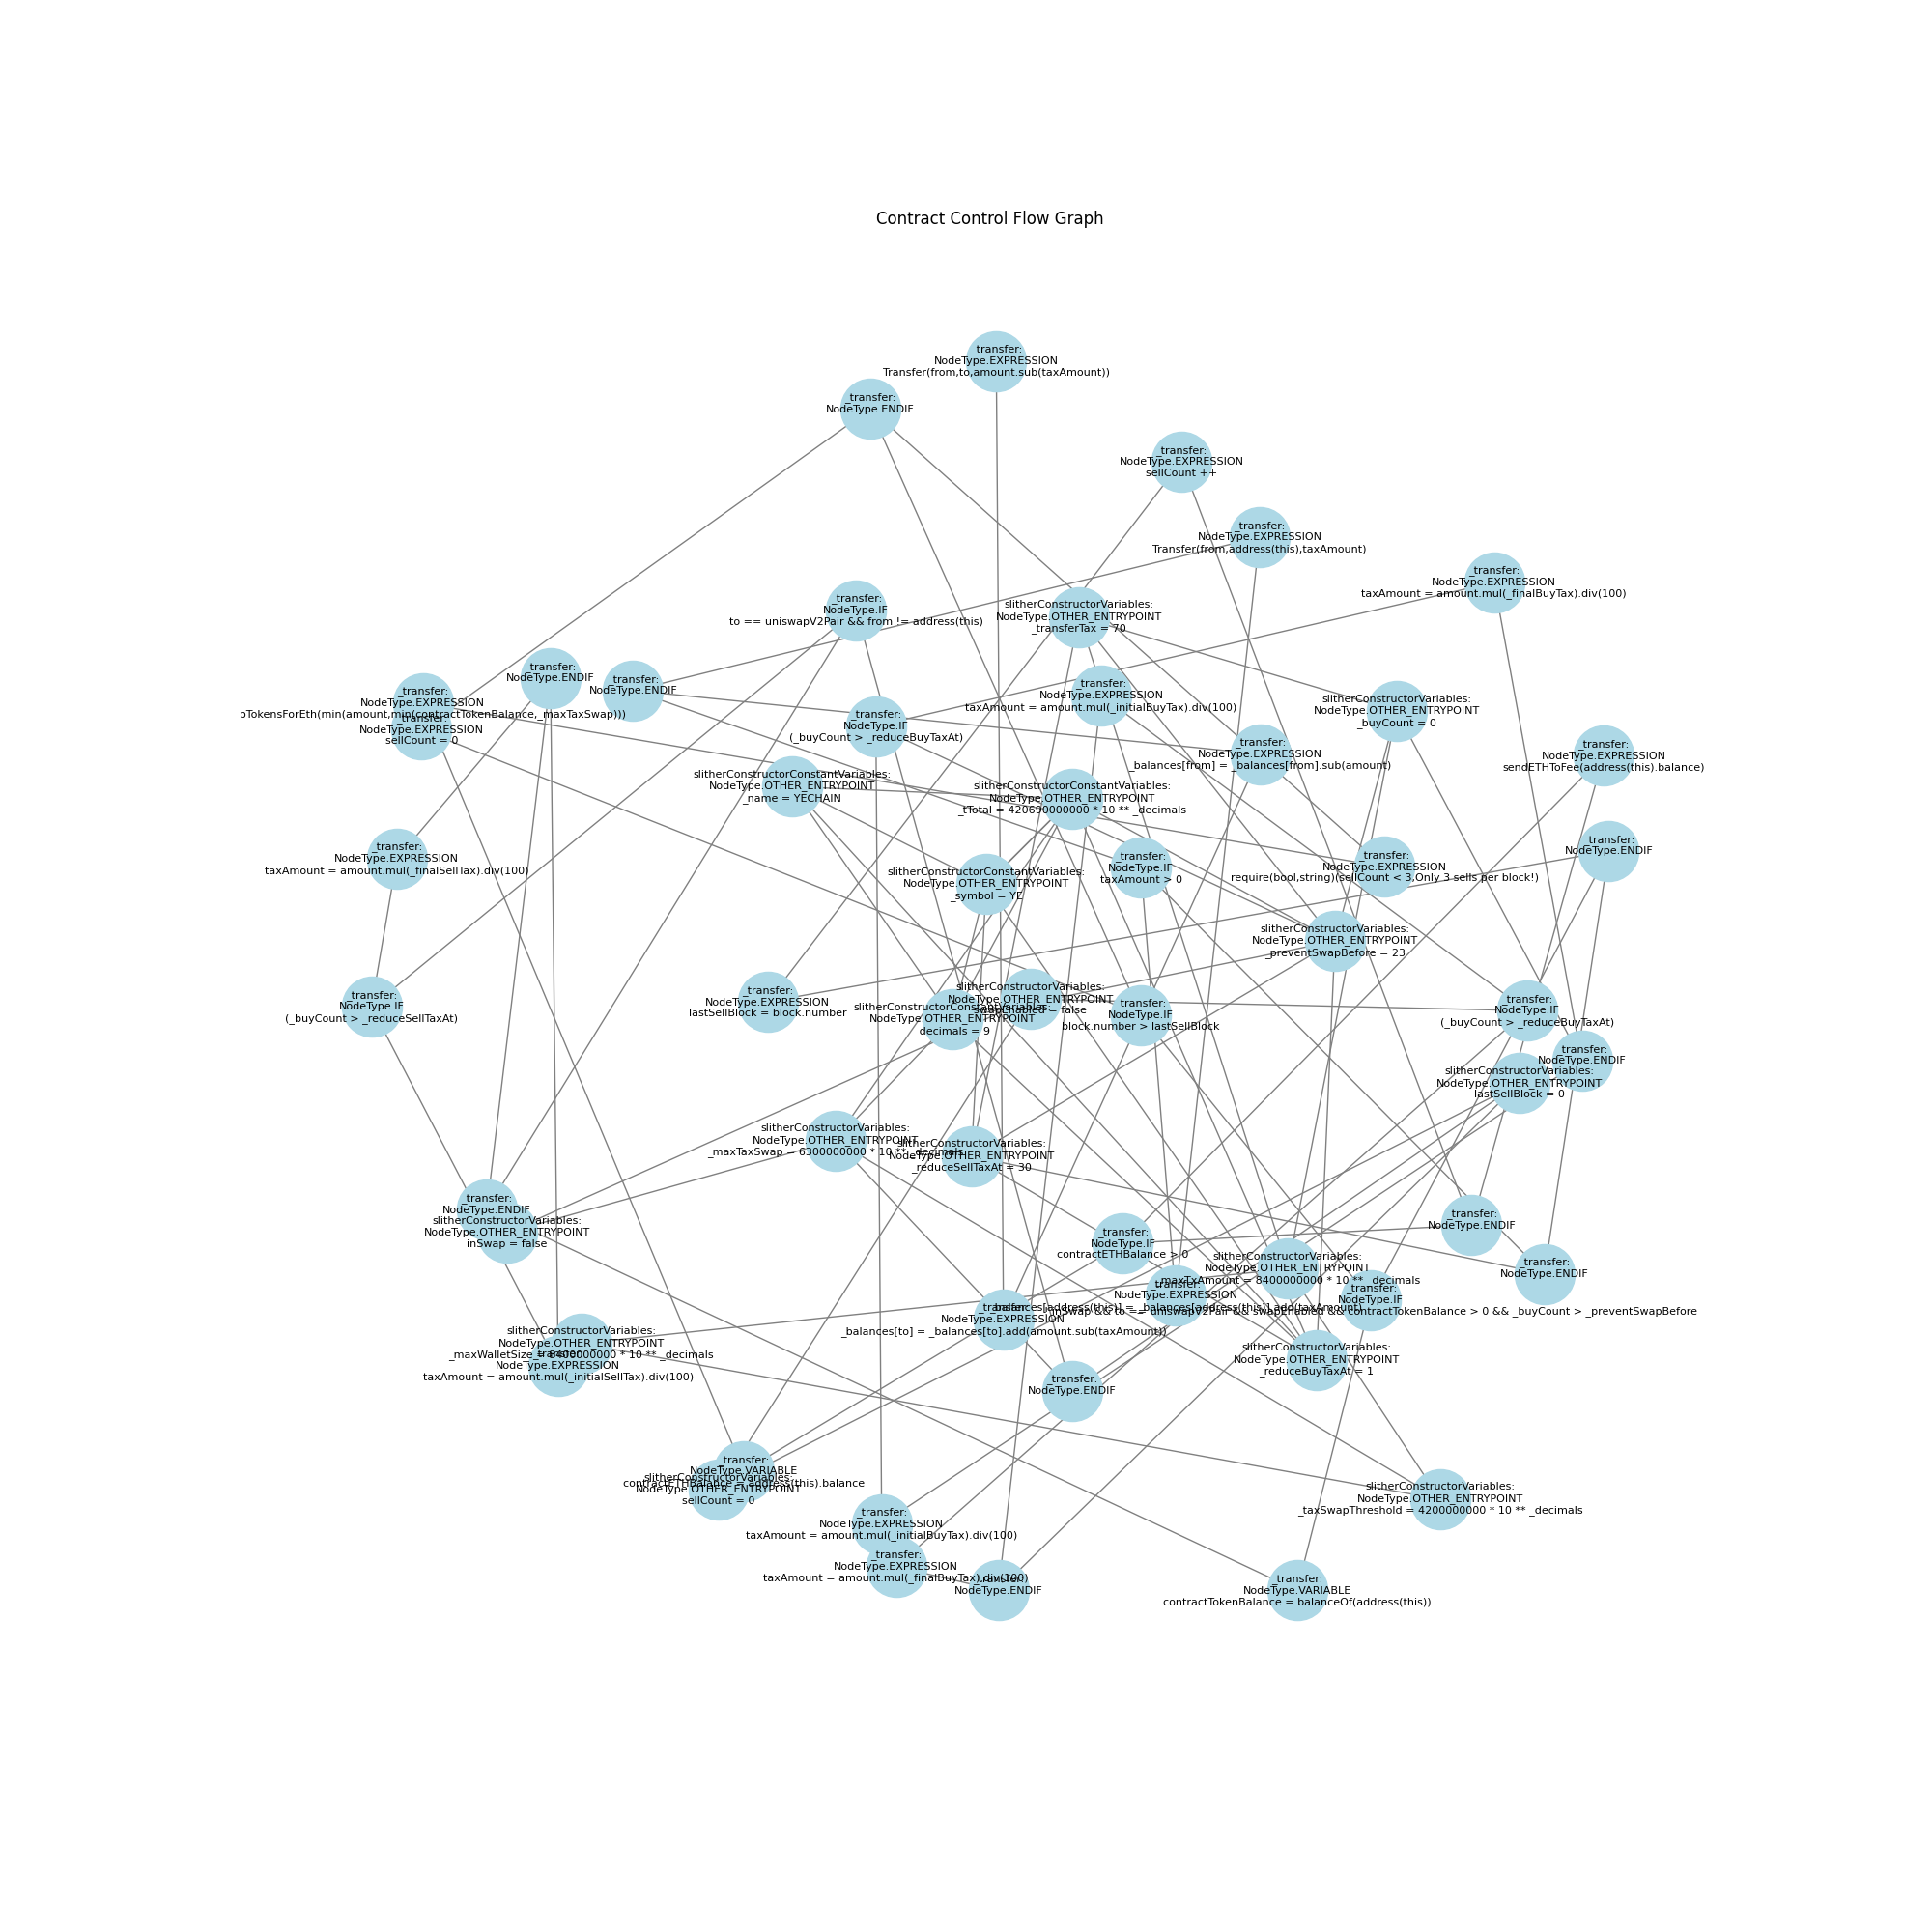 Contract Control Flow Graph
_transfer:
NodeType.EXPRESSION
Transfer(from,to,amount.sub(taxAmount))
_transfer:
NodeType.ENDIF
_transfer:
NodeType.EXPRESSION
sellCount ++
_transfer:
NodeType.EXPRESSION
Transfer(from,address(this),taxAmount)
_transfer:
NodeType.EXPRESSION
taxAmount = amount.mul(_finalBuyTax).div(100)
_transfer:
NodeType.IF
to == uniswapV2Pair && from != address(this)
slitherConstructorVariables:
NodeType.OTHER_ENTRYPOINT
_transferTax = 70
_transfer:
NodeType.ENDIF
_transfer:
NodeType.ENDIF
_transfer:
NodeType.EXPRESSION
oTokensForEth(min(amount,min(contractTokenBalance,_maxTaxSwap)))
_transfer:
NodeType.EXPRESSION
sellCount = 0
_transfer:
NodeType.EXPRESSION
taxAmount = amount.mul(_initialBuyTax).div(100)
slitherConstructorVariables:
NodeType.OTHER_ENTRYPOINT
_buyCount = 0
_transfer:
NodeType.IF
(_buyCount > _reduceBuyTaxAt)
_transfer:
NodeType.EXPRESSION
_balances[from] = _balances[from].sub(amount)
_transfer:
NodeType.EXPRESSION
sendETHToFee(address(this).balance)
slitherConstructorConstantVariables:
NodeType.OTHER_ENTRYPOINT
_name = YECHAIN
slitherConstructorConstantVariables:
NodeType.OTHER_ENTRYPOINT
_tTotal = 420690000000 * 10 ** _decimals
_transfer:
NodeType.EXPRESSION
taxAmount = amount.mul(_finalSellTax).div(100)
_transfer:
NodeType.ENDIF
_transfer:
NodeType.IF
taxAmount > 0
_transfer:
NodeType.EXPRESSION
require(bool,string)(sellCount < 3,Only 3 sells per block!)
slitherConstructorConstantVariables:
NodeType.OTHER_ENTRYPOINT
_symbol = YE
slitherConstructorVariables:
NodeType.OTHER_ENTRYPOINT
_preventSwapBefore = 23
_transfer:
NodeType.IF
(_buyCount > _reduceSellTaxAt)
_transfer:
NodeType.EXPRESSION
lastSellBlock = block.number
slitherConstructorVariables:
NodeType.OTHER_ENTRYPOINT
swapEnabled = false
slitherConstructorConstantVariables:
NodeType.OTHER_ENTRYPOINT
_decimals = 9
_transfer:
NodeType.IF
block.number > lastSellBlock
_transfer:
NodeType.IF
(_buyCount > _reduceBuyTaxAt)
_transfer:
NodeType.ENDIF
slitherConstructorVariables:
NodeType.OTHER_ENTRYPOINT
lastSellBlock = 0
slitherConstructorVariables:
NodeType.OTHER_ENTRYPOINT
_maxTaxSwap = 6300000000 * 10 ** _decimals
slitherConstructorVariables:
NodeType.OTHER_ENTRYPOINT
_reduceSellTaxAt = 30
_transfer:
NodeType.ENDIF
slitherConstructorVariables:
NodeType.OTHER_ENTRYPOINT
inSwap = false
_transfer:
NodeType.ENDIF
_transfer:
NodeType.IF
contractETHBalance > 0
slitherConstructorVariables:
NodeType.OTHER_ENTRYPOINT
_maxTxAmount = 8400000000 * 10 ** _decimals
_transfer:
NodeType.ENDIF
_transfer:
NodeType.EXPRESSION
_balances[address(this)] = _balances[address(this)].add(taxAmount)
_transfer:
NodeType.IF
inSwap && to == uniswapV2Pair && swapEnabled && contractTokenBalance > 0 && _buyCount > _preventSwapBefore
_transfer:
NodeType.EXPRESSION
_balances[to] = _balances[to].add(amount.sub(taxAmount))
slitherConstructorVariables:
NodeType.OTHER_ENTRYPOINT
_maxWalletSize = 8400000000 * 10 ** _decimals
_transfer:
NodeType.EXPRESSION
taxAmount = amount.mul(_initialSellTax).div(100)
slitherConstructorVariables:
NodeType.OTHER_ENTRYPOINT
_reduceBuyTaxAt = 1
_transfer:
NodeType.ENDIF
_transfer:
NodeType.VARIABLE
contractETHBalance = address(this).balance
slitherConstructorVariables:
NodeType.OTHER_ENTRYPOINT
sellCount = 0
slitherConstructorVariables:
NodeType.OTHER_ENTRYPOINT
_taxSwapThreshold = 4200000000 * 10 ** _decimals
_transfer:
NodeType.EXPRESSION
taxAmount = amount.mul(_initialBuyTax).div(100)
_transfer:
NodeType.EXPRESSION
taxAmount = amount.mul(_finalBuyTax).div(100)
_transfer:
NodeType.ENDIF
_transfer:
NodeType.VARIABLE
contractTokenBalance = balanceOf(address(this))